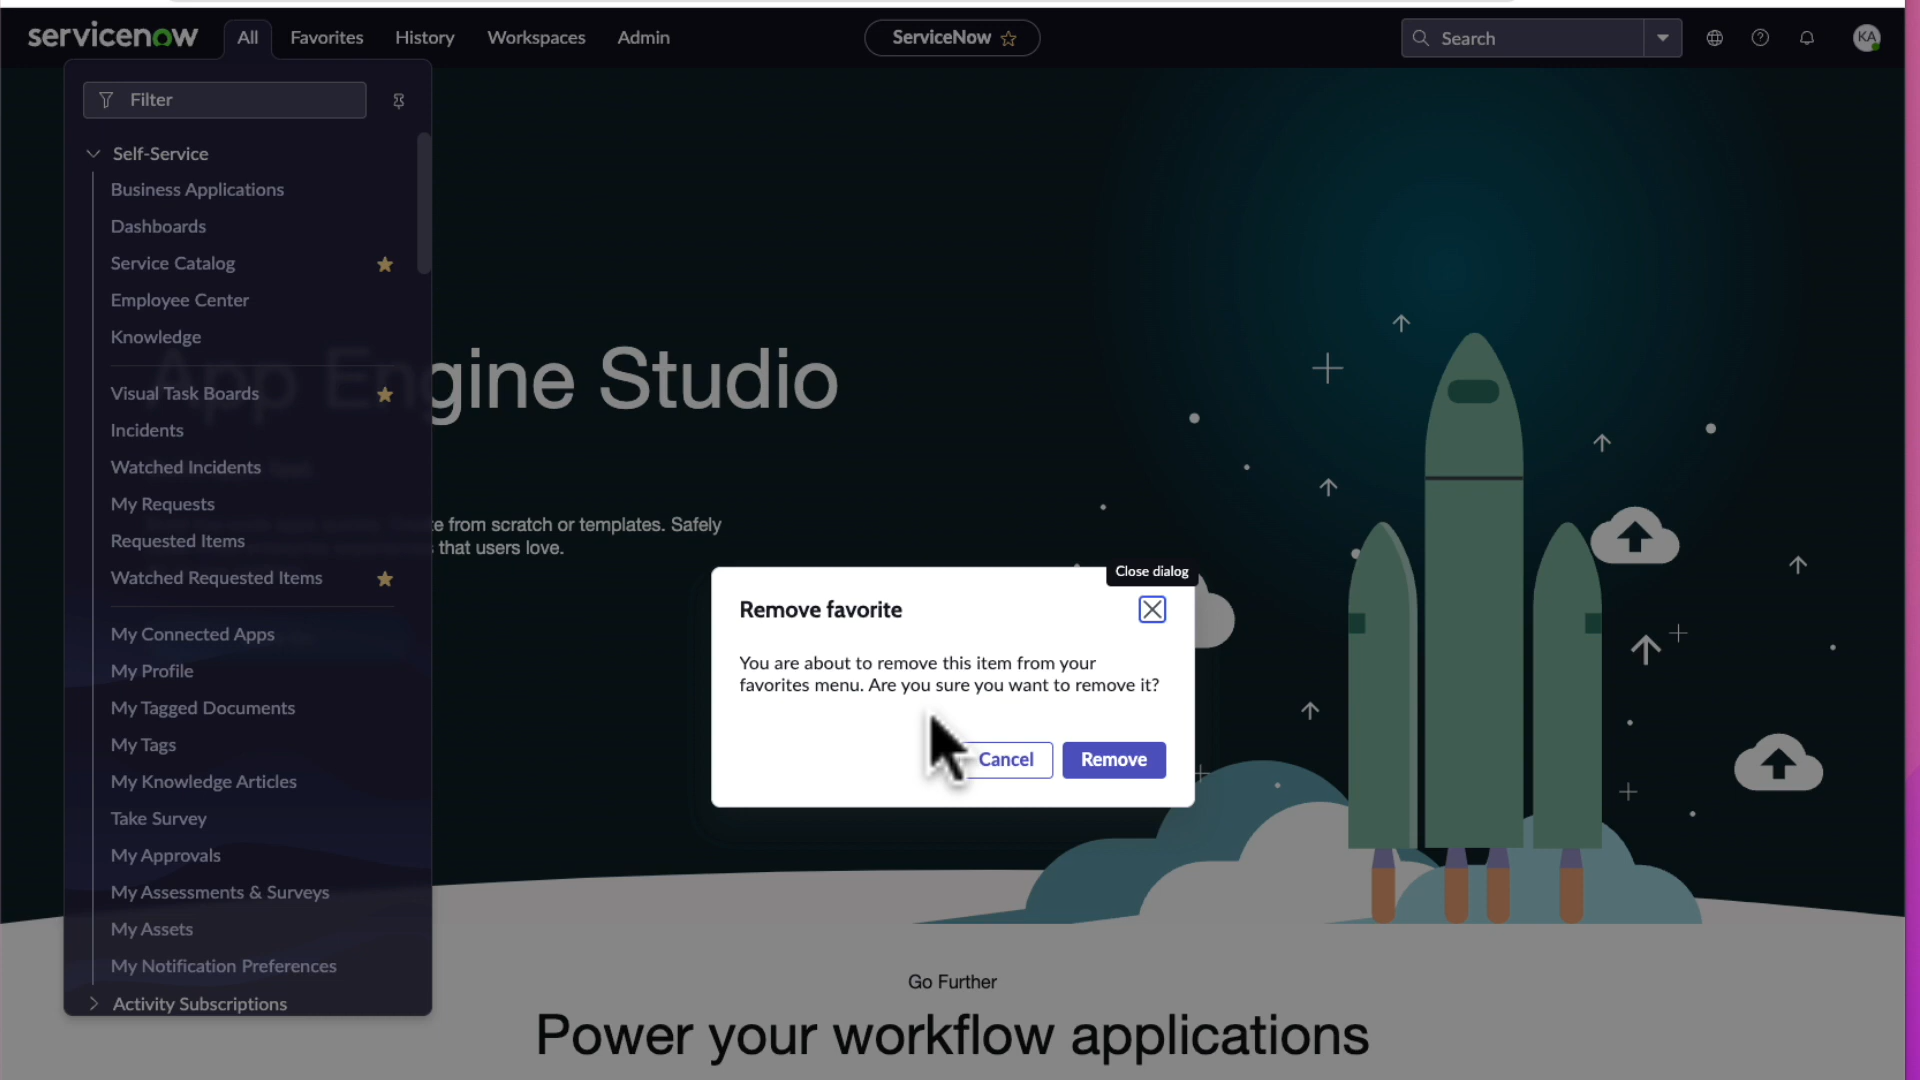 servicenow
All
Favorites
History
Workspaces
Admin
ServiceNow
Search
KA
Filter
Self-Service
Business Applications
Dashboards
Service Catalog
Employee Center
Knowledge
Visual Task Boards
Incidents
Watched Incidents
My Requests
Requested Items
Watched Requested Items
My Connected Apps
My Profile
My Tagged Documents
My Tags
My Knowledge Articles
Take Survey
My Approvals
My Assessments & Surveys
My Assets
My Notification Preferences
Activity Subscriptions
App Engine Studio
from scratch or templates. Safely
that users love.
Close dialog
Remove favorite
You are about to remove this item from your
favorites menu. Are you sure you want to remove it?
Cancel
Remove
Go Further
Power your workflow applications